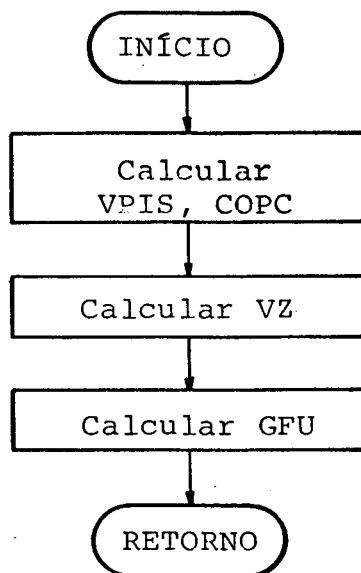 INÍCIO
Calcular
VPIS, COPC
Calcular VZ
Calcular GFU
RETORNO